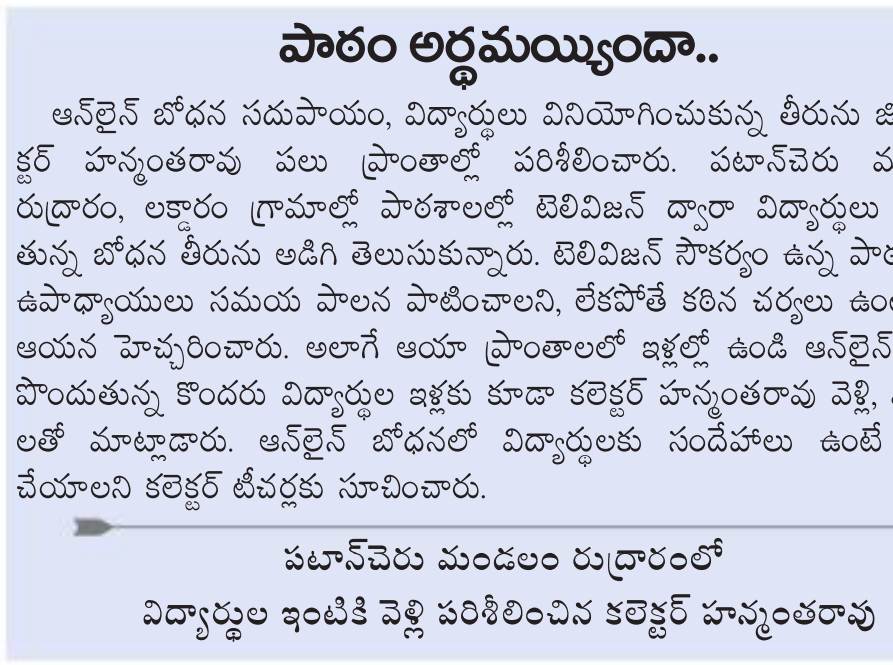 పాఠం అర్థమయ్యిందా..
ఆన్‌లైన్ బోధన సదుపాయం, విద్యార్థులు వినియోగించుకున్న తీరును
క్టర్ హన్మంతరావు పలు ప్రాంతాల్లో పరిశీలించారు. పటాన్‌చెరు
రుద్రారం, లక్డారం గ్రామాల్లో పాఠశాలల్లో టెలివిజన్ ద్వారా విద్యార్థులు
తున్న బోధన తీరును అడిగి తెలుసుకున్నారు. టెలివిజన్ సౌకర్యం ఉన్న
ఉపాధ్యాయులు సమయ పాలన పాటించాలని, లేకపోతే కఠిన చర్యలు
ఆయన హెచ్చరించారు. అలాగే ఆయా ప్రాంతాలలో ఇళ్లల్లో ఉండి ఆన్‌లైన్
పొందుతున్న కొందరు విద్యార్థుల ఇళ్లకు కూడా కలెక్టర్ హన్మంతరావు వెళ్లి,
లతో మాట్లాడారు. ఆన్‌లైన్ బోధనలో విద్యార్థులకు సందేహాలు ఉంటే
చేయాలని కలెక్టర్ టీచర్లకు సూచించారు.
పటాన్‌చెరు మండలం రుద్రారంలో
విద్యార్థుల ఇంటికి వెళ్లి పరిశీలించిన కలెక్టర్ హన్మంతరావు